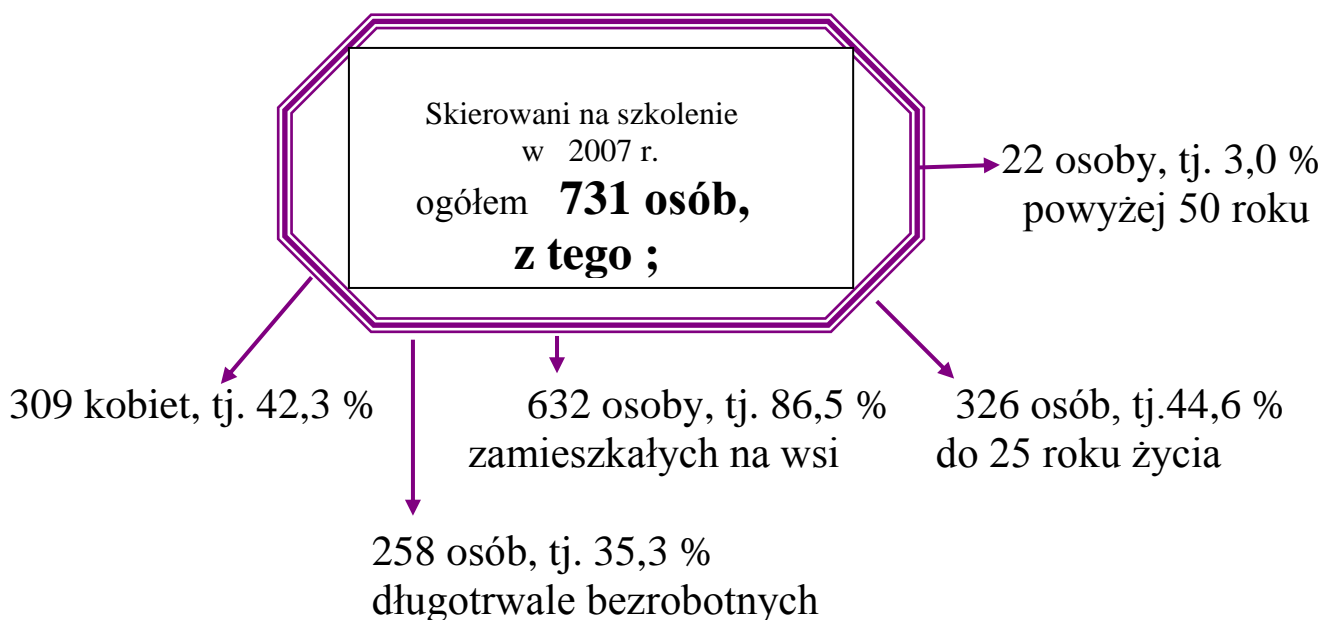 Skierowani na szkolenie
w 2007 r.
ogółem 731 osób,
z tego ;
22 osoby, tj. 3,0 %
powyżej 50 roku
309 kobiet, tj. 42,3 %
632 osoby, tj. 86,5 %
zamieszkałych na wsi
326 osób, tj.44,6 %
do 25 roku życia
258 osób, tj. 35,3 %
długotrwale bezrobotnych